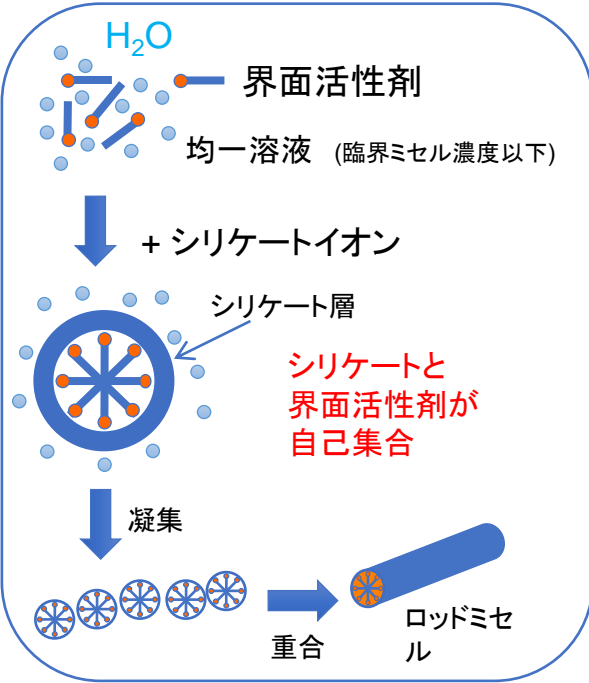 H₂O
界面活性剤
均一溶液 (臨界ミセル濃度以下)
+ シリケートイオン
シリケート層
シリケートと
界面活性剤が
自己集合
凝集
重合
ロッドミセ
ル